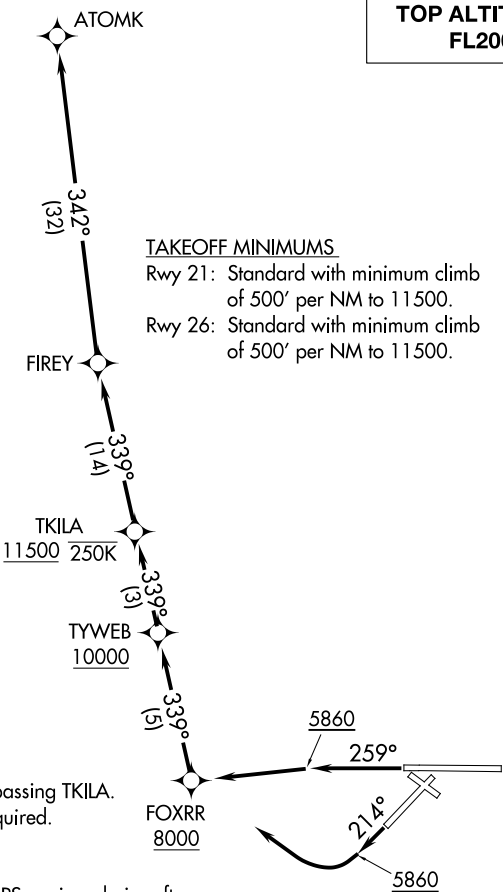 ATOMK
TOP ALTIT
FL20
342°
(32)
TAKEOFF MINIMUMS
Rwy 21: Standard with minimum climb
of 500' per NM to 11500.
Rwy 26: Standard with minimum climb
of 500' per NM to 11500.
FIREY
339°
(14)
TKILA
11500 250K
339°
(3)
TYWEB
10000
339°
(5)
5860
259°
passing TKILA.
quired.
FOXRR
8000
214°
5860